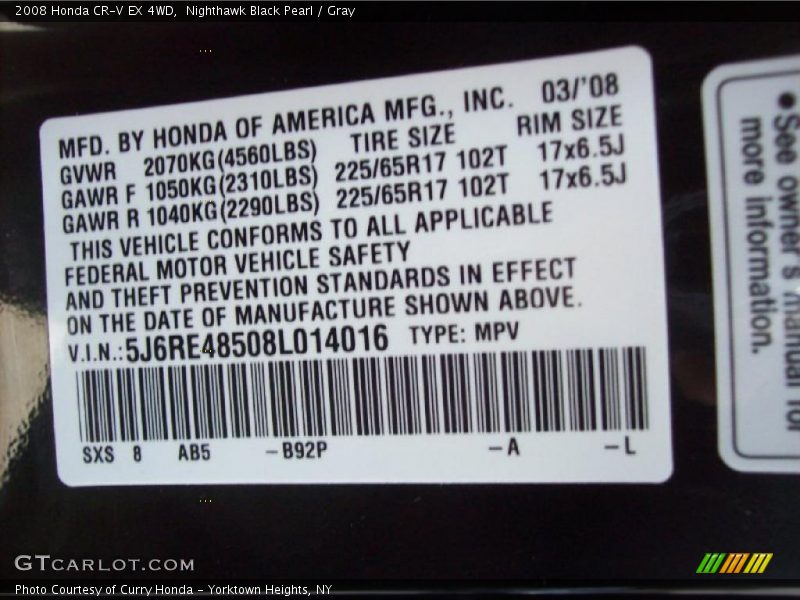 2008 Honda CR-V EX 4WD,  Nighthawk Black Pearl / Gray
MFD. BY HONDA OF AMERICA MFG., INC. 03/'08
GVWR 2070KG(4560LBS) TIRE SIZE RIM SIZE
GAWR F 1050KG(2310LBS) 225/65R17 102T 17x6.5J
GAWR R 1040KG(2290LBS) 225/65R17 102T 17x6.5J
THIS VEHICLE CONFORMS TO ALL APPLICABLE
FEDERAL MOTOR VEHICLE SAFETY
AND THEFT PREVENTION STANDARDS IN EFFECT
ON THE DATE OF MANUFACTURE SHOWN ABOVE.
V.I.N.:5J6RE48508L014016 TYPE: MPV
SXS 8 AB5 -B92P -A -L
●See owner's manual for
more information.
GTCARLOT.COM
Photo Courtesy of Curry Honda - Yorktown Heights, NY